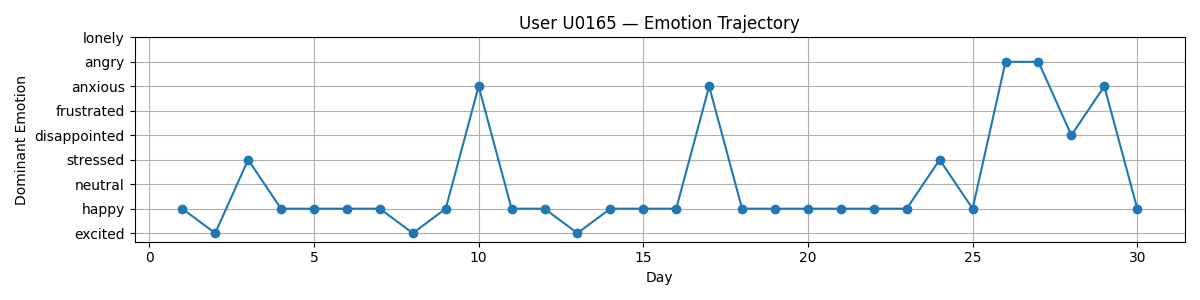 User U0165 — Emotion Trajectory
Dominant Emotion
lonely
angry
anxious
frustrated
disappointed
stressed
neutral
happy
excited
0 5 10 15 20 25 30
Day